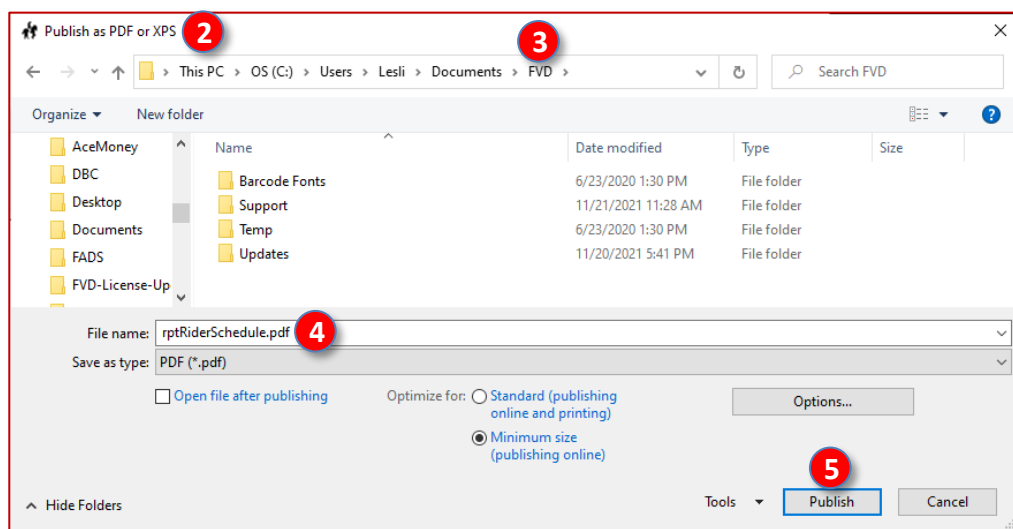 Publish as PDF or XPS 2
3
This PC > OS (C:) > Users > Lesli > Documents > FVD >
Search FVD
Organize New folder
?
AceMoney
DBC
Desktop
Documents
FADS
FVD-License-Up
Name Date modified Type Size
Barcode Fonts 6/23/2020 1:30 PM File folder
Support 11/21/2021 11:28 AM File folder
Temp 6/23/2020 1:30 PM File folder
Updates 11/20/2021 5:41 PM File folder
File name: rptRiderSchedule.pdf 4
Save as type: PDF (*.pdf)
Open file after publishing
Optimize for: Standard (publishing
online and printing)
Minimum size
(publishing online)
Options...
5
Hide Folders
Tools Publish Cancel